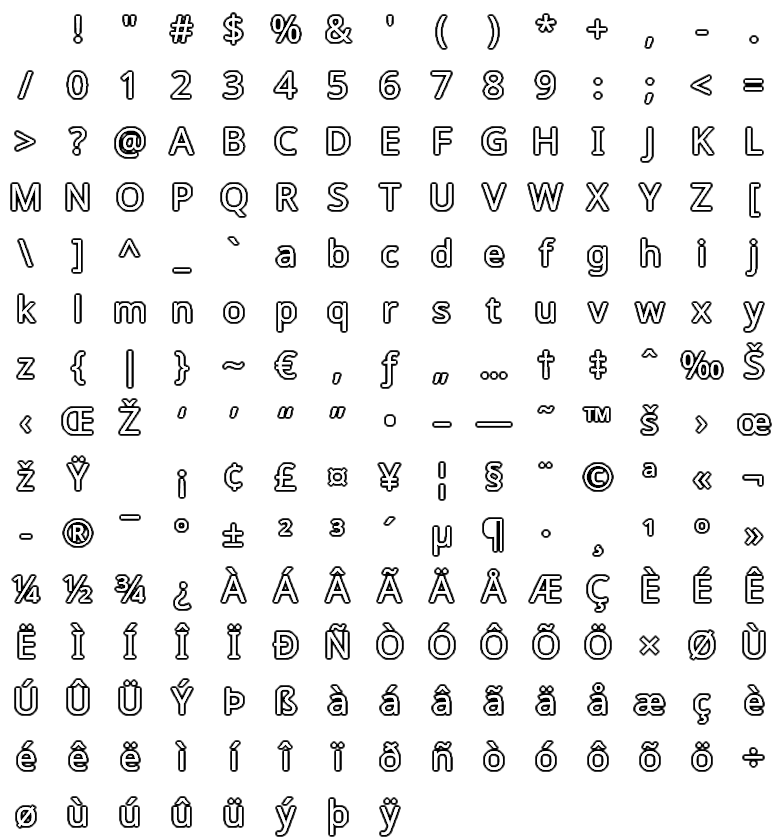 ! " # $ % & ' ( ) * + , - .
/ 0 1 2 3 4 5 6 7 8 9 : ; < =
> ? @ A B C D E F G H I J K L
M N O P Q R S T U V W X Y Z [
\ ] ^ _ ` a b c d e f g h i j
k l m n o p q r s t u v w x y
z { | } ~ € ‚ ƒ „ … † ‡ ˆ ‰ Š
‹ Œ Ž ‘ ’ “ ” • – — ˜ ™ š › œ
ž Ÿ ¡ ¢ £ ¤ ¥ ¦ § ¨ © ª « ¬
- ® ¯ ° ± ² ³ ´ µ ¶ · ¸ ¹ º »
¼ ½ ¾ ¿ À Á Â Ã Ä Å Æ Ç È É Ê
Ë Ì Í Î Ï Ð Ñ Ò Ó Ô Õ Ö × Ø Ù
Ú Û Ü Ý Þ ß à á â ã ä å æ ç è
é ê ë ì í î ï ð ñ ò ó ô õ ö ÷
ø ù ú û ü ý þ ÿ